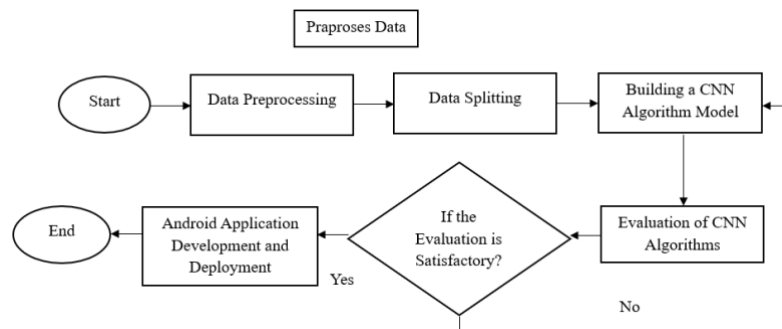 Praproses Data
Start
Data Preprocessing
Data Splitting
Building a CNN
Algorithm Model
End
Android Application
Development and
Deployment
Yes
If the
Evaluation is
Satisfactory?
Evaluation of CNN
Algorithms
No